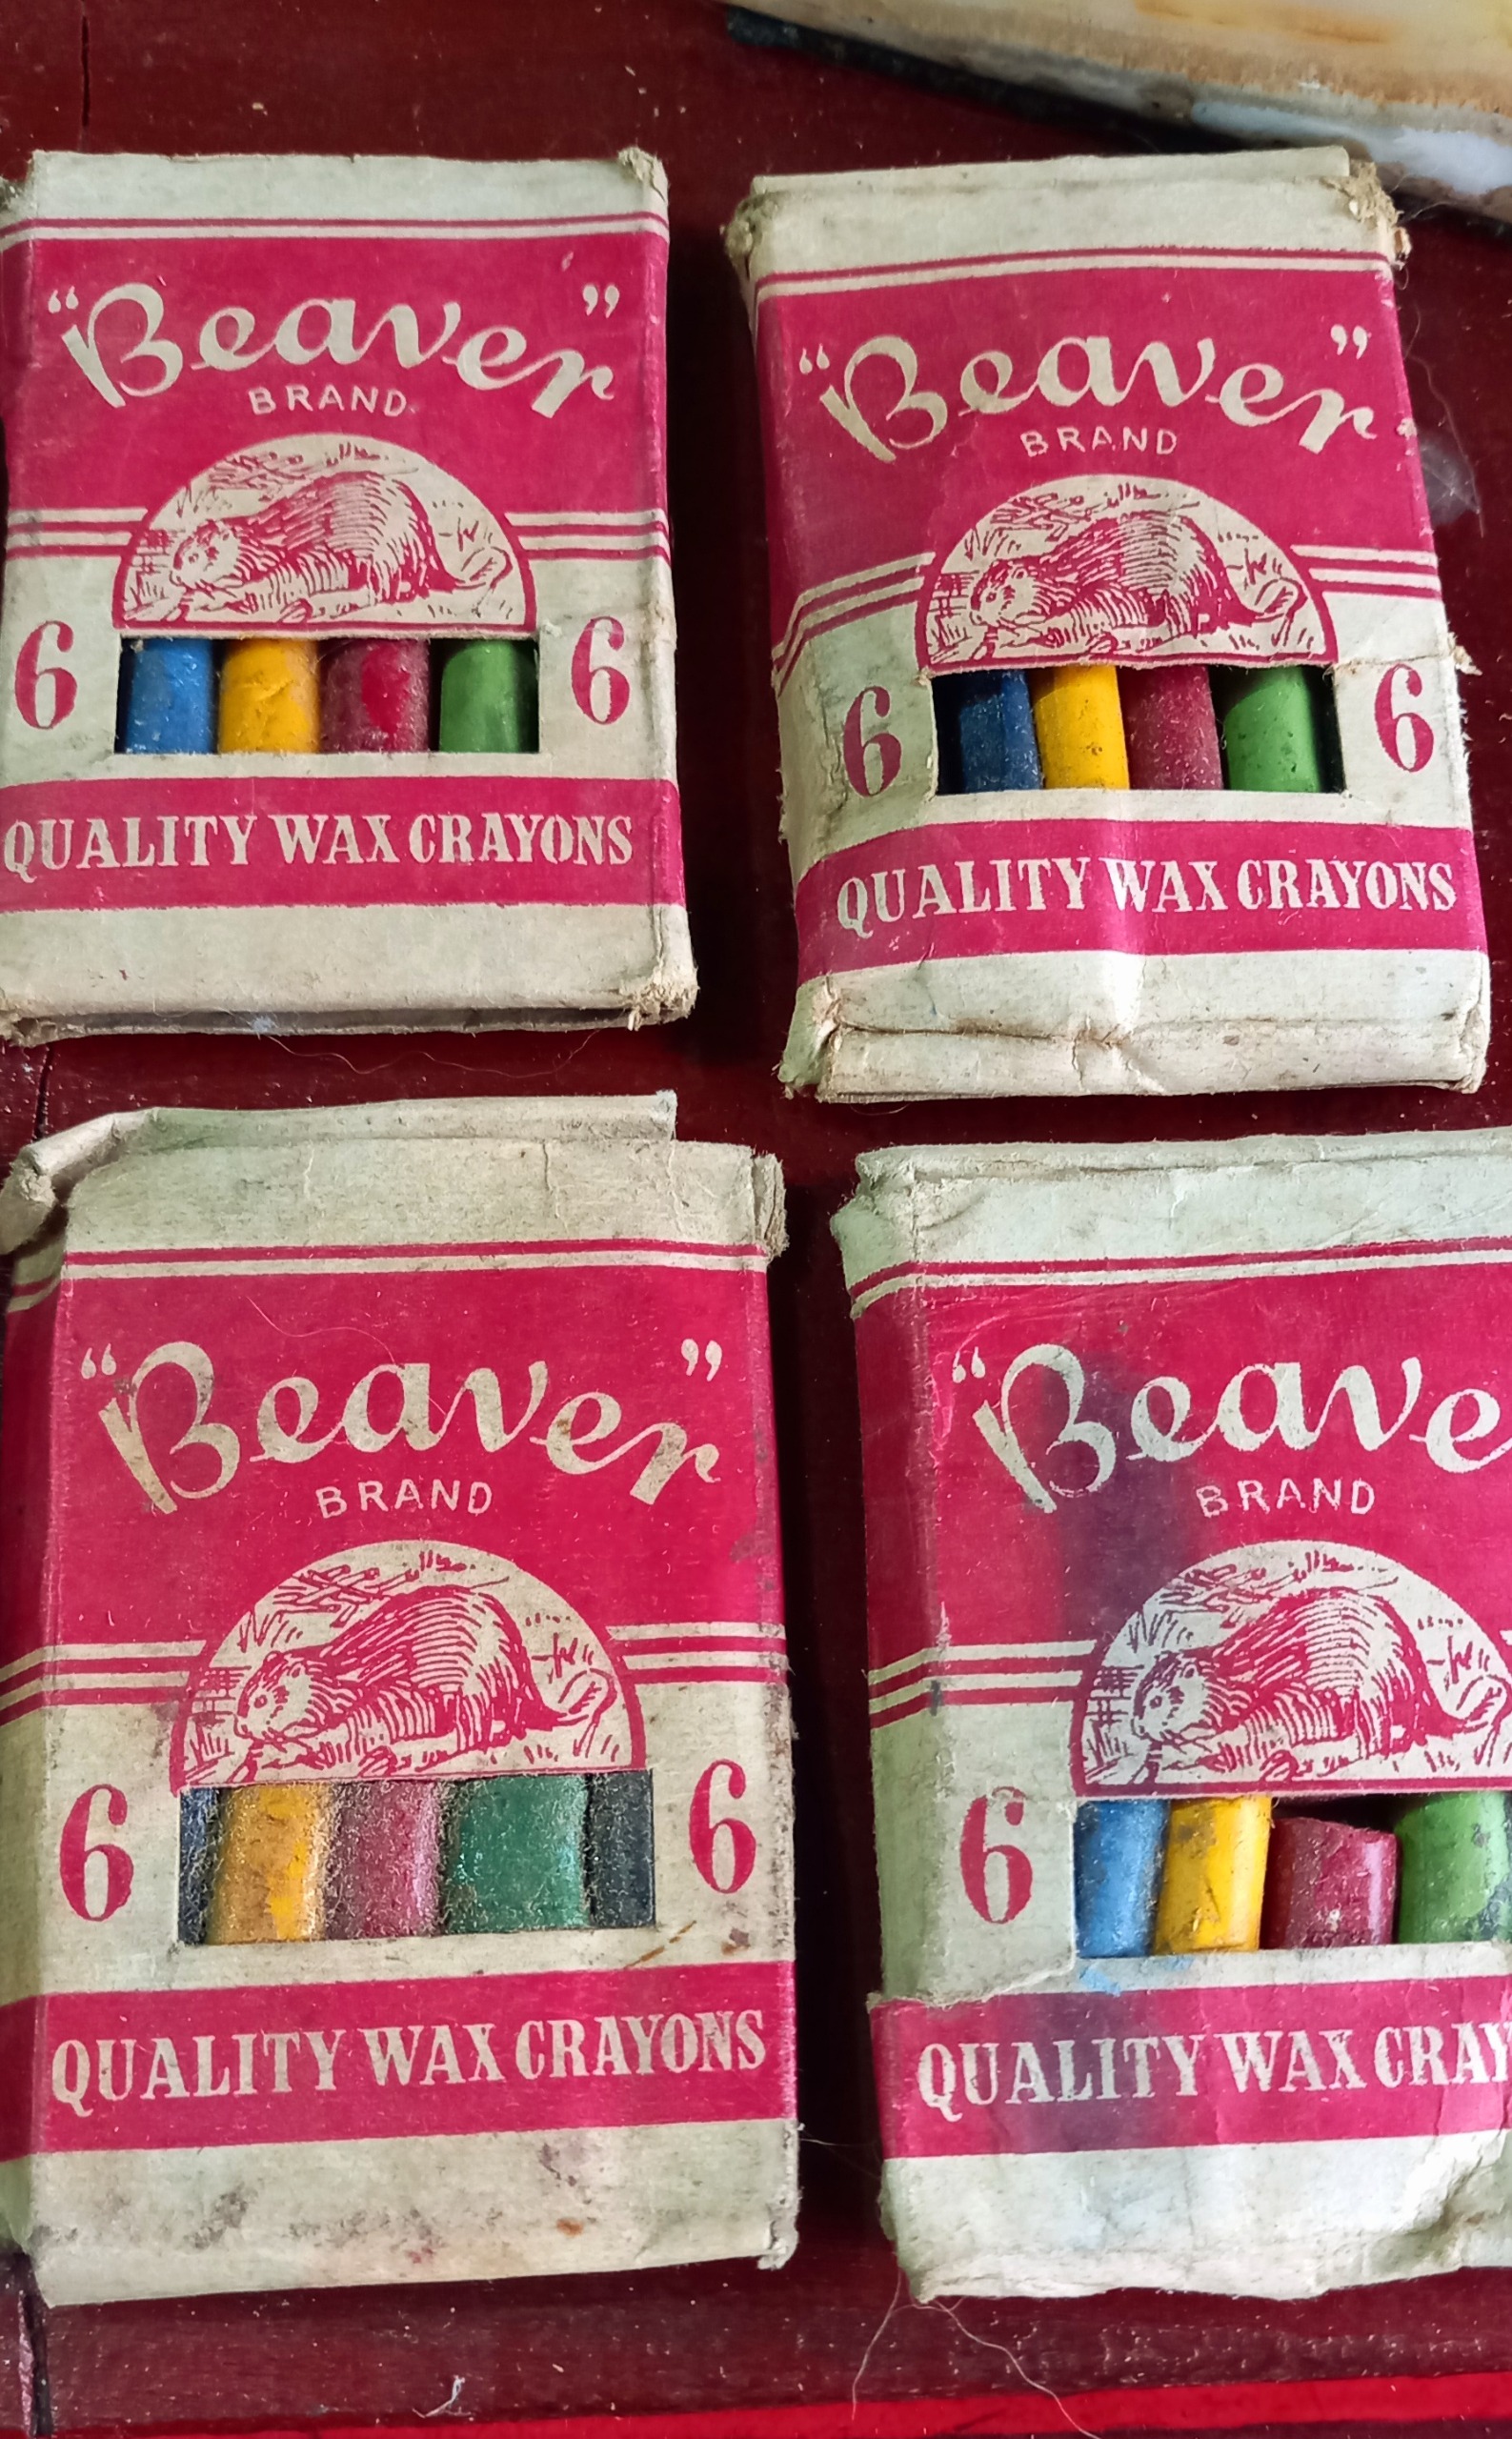 “Beaver”
BRAND
6 6
QUALITY WAX CRAYONS
“Beaver”
BRAND
6 6
QUALITY WAX CRAYONS
“Beaver”
BRAND
6 6
QUALITY WAX CRAYONS
“Beave
BRAND
6
QUALITY WAX CRAY